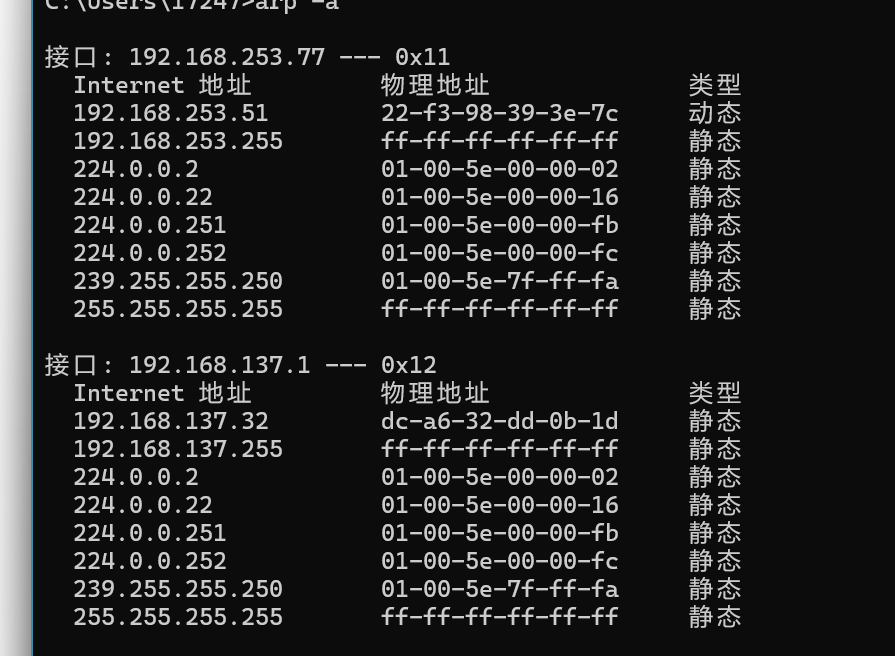 C:\Users\17247>arp -a
接口: 192.168.253.77 --- 0x11
Internet 地址 物理地址 类型
192.168.253.51 22-f3-98-39-3e-7c 动态
192.168.253.255 ff-ff-ff-ff-ff-ff 静态
224.0.0.2 01-00-5e-00-00-02 静态
224.0.0.22 01-00-5e-00-00-16 静态
224.0.0.251 01-00-5e-00-00-fb 静态
224.0.0.252 01-00-5e-00-00-fc 静态
239.255.255.250 01-00-5e-7f-ff-fa 静态
255.255.255.255 ff-ff-ff-ff-ff-ff 静态
接口: 192.168.137.1 --- 0x12
Internet 地址 物理地址 类型
192.168.137.32 dc-a6-32-dd-0b-1d 静态
192.168.137.255 ff-ff-ff-ff-ff-ff 静态
224.0.0.2 01-00-5e-00-00-02 静态
224.0.0.22 01-00-5e-00-00-16 静态
224.0.0.251 01-00-5e-00-00-fb 静态
224.0.0.252 01-00-5e-00-00-fc 静态
239.255.255.250 01-00-5e-7f-ff-fa 静态
255.255.255.255 ff-ff-ff-ff-ff-ff 静态